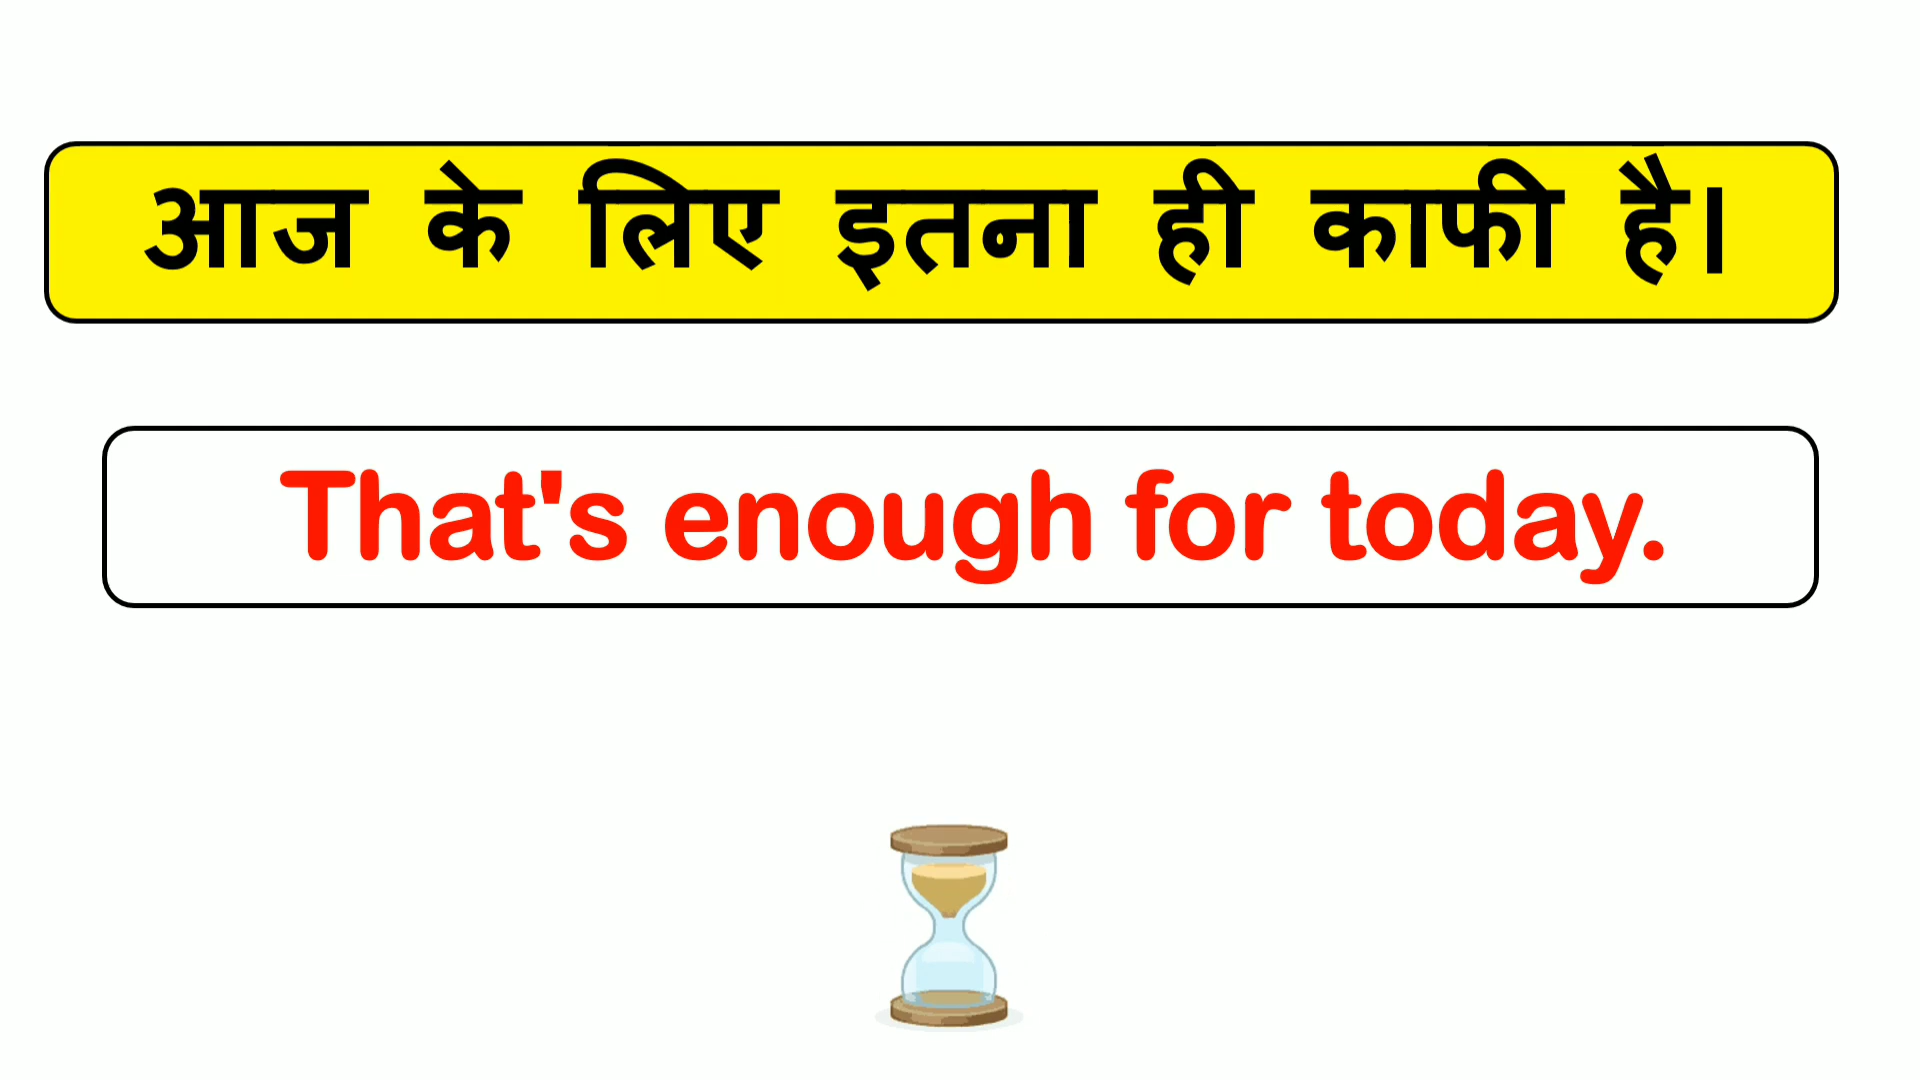 आज के लिए इतना ही काफी है।
That's enough for today.